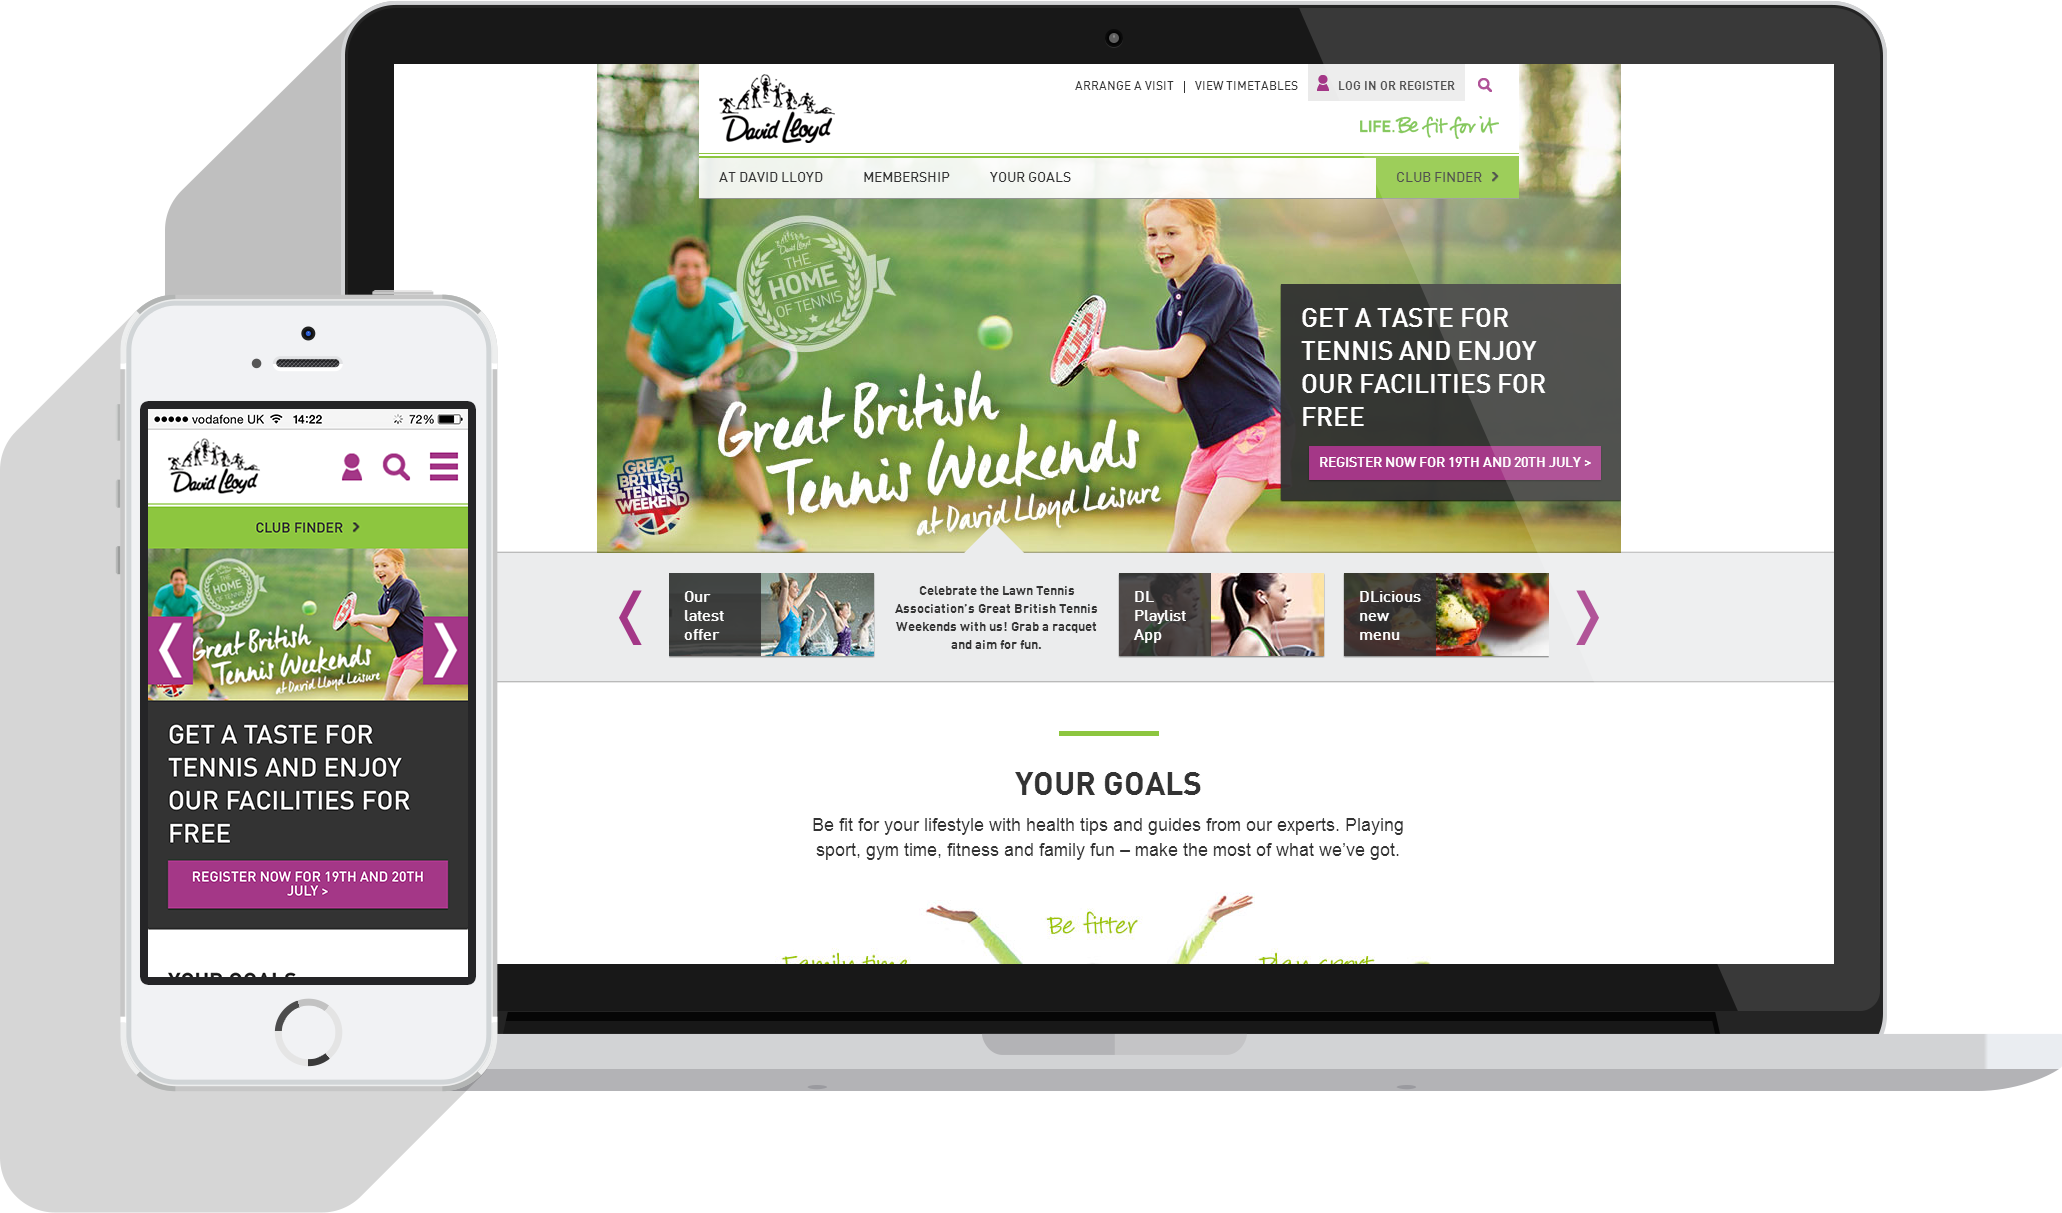 David Lloyd
ARRANGE A VISIT | VIEW TIMETABLES
LOG IN OR REGISTER
LIFE. Be fit for it
AT DAVID LLOYD
MEMBERSHIP
YOUR GOALS
CLUB FINDER >
David Lloyd
THE
HOME
OF TENNIS
Great British
Tennis Weekends
at David Lloyd Leisure
GREAT
BRITISH
TENNIS
WEEKEND
GET A TASTE FOR
TENNIS AND ENJOY
OUR FACILITIES FOR
FREE
REGISTER NOW FOR 19TH AND 20TH JULY >
Our
latest
offer
Celebrate the Lawn Tennis
Association's Great British Tennis
Weekends with us! Grab a racquet
and aim for fun.
DL
Playlist
App
DLicious
new
menu
YOUR GOALS
Be fit for your lifestyle with health tips and guides from our experts. Playing
sport, gym time, fitness and family fun – make the most of what we've got.
Be fitter
Family time
Play sport
vodafone UK 14:22 72%
David Lloyd
CLUB FINDER >
THE
HOME
OF TENNIS
Great British
Tennis Weekends
at David Lloyd Leisure
GET A TASTE FOR
TENNIS AND ENJOY
OUR FACILITIES FOR
FREE
REGISTER NOW FOR 19TH AND 20TH
JULY >
YOUR GOALS